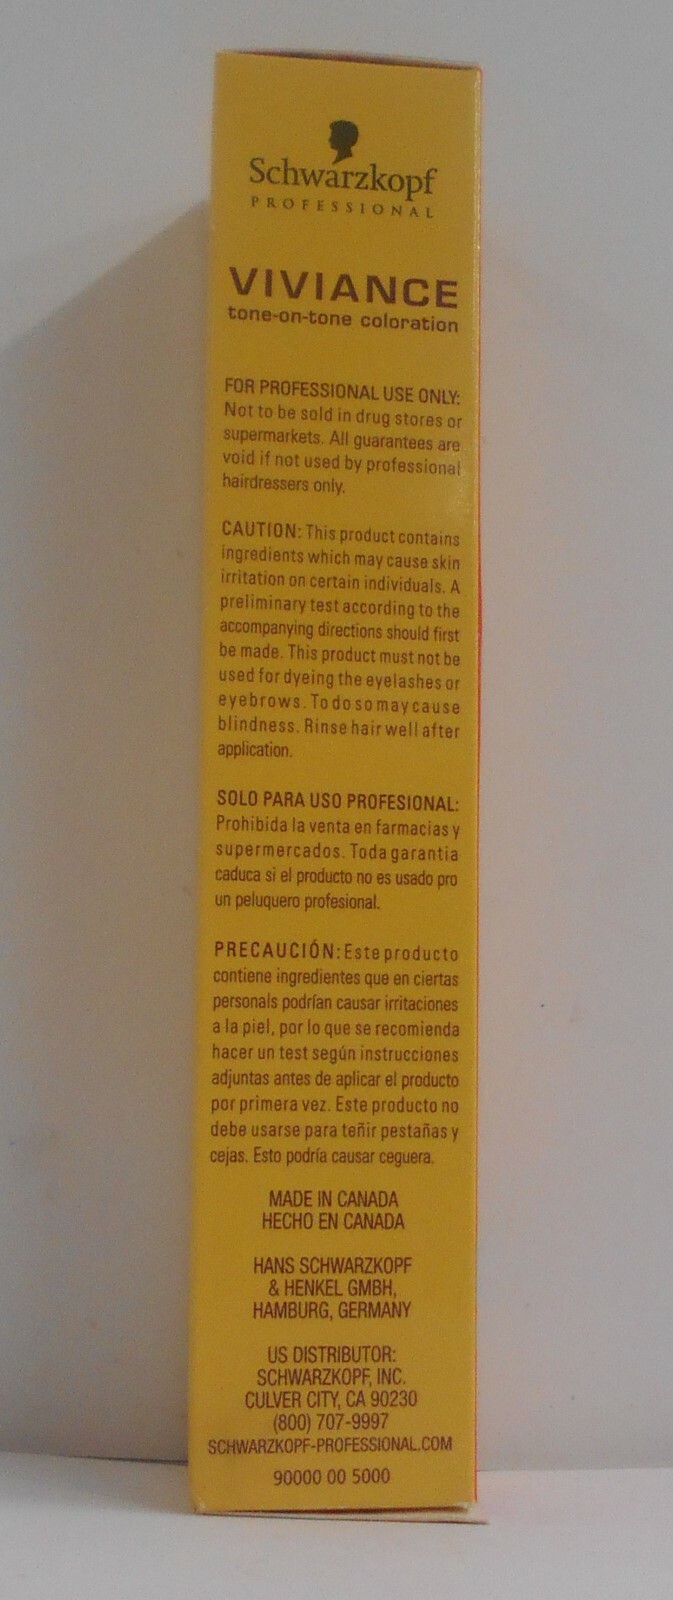 Schwarzkopf
PROFESSIONAL
VIVIANCE
tone-on-tone coloration
FOR PROFESSIONAL USE ONLY:
Not to be sold in drug stores or
supermarkets. All guarantees are
void if not used by professional
hairdressers only.
CAUTION: This product contains
ingredients which may cause skin
irritation on certain individuals. A
preliminary test according to the
accompanying directions should first
be made. This product must not be
used for dyeing the eyelashes or
eyebrows. To do so may cause
blindness. Rinse hair well after
application.
SOLO PARA USO PROFESIONAL:
Prohibida la venta en farmacias y
supermercados. Toda garantia
caduca si el producto no es usado pro
un peluquero profesional.
PRECAUCIÓN: Este producto
contiene ingredientes que en ciertas
personals podrían causar irritaciones
a la piel, por lo que se recomienda
hacer un test según instrucciones
adjuntas antes de aplicar el producto
por primera vez. Este producto no
debe usarse para teñir pestañas y
cejas. Esto podría causar ceguera.
MADE IN CANADA
HECHO EN CANADA
HANS SCHWARZKOPF
& HENKEL GMBH,
HAMBURG, GERMANY
US DISTRIBUTOR:
SCHWARZKOPF, INC.
CULVER CITY, CA 90230
(800) 707-9997
SCHWARZKOPF-PROFESSIONAL.COM
90000 00 5000